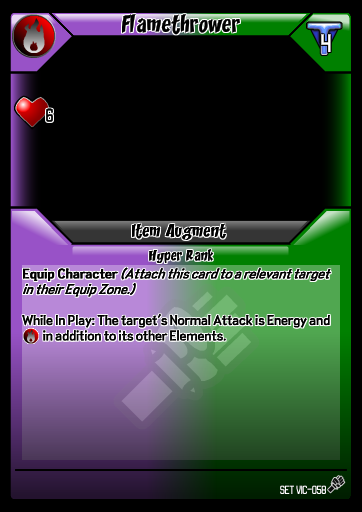 Flamethrower
4
6
Item Augment
Hyper Rank
Equip Character (Attach this card to a relevant target
in their Equip Zone.)
While In Play: The target's Normal Attack is Energy and
in addition to its other Elements.
SET VIC-058